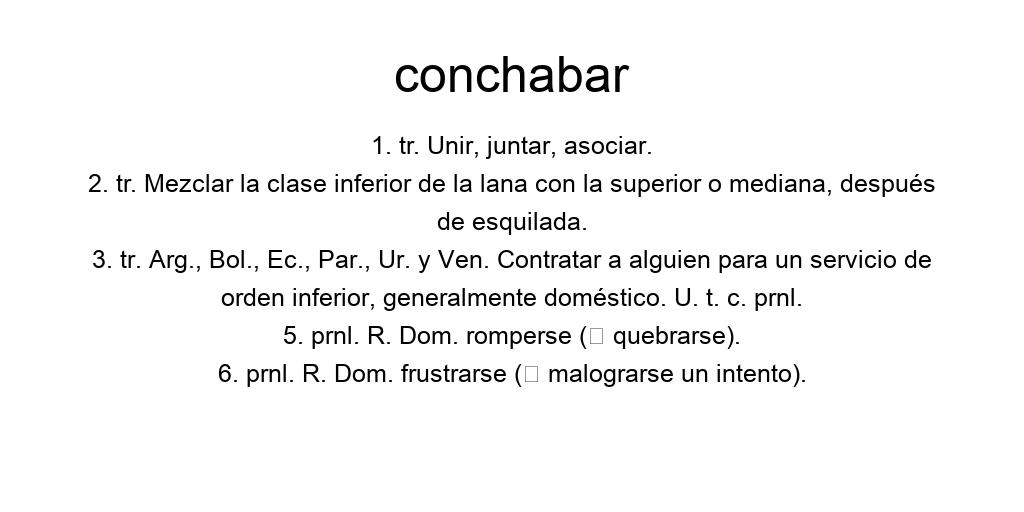 conchabar
1. tr. Unir, juntar, asociar.
2. tr. Mezclar la clase inferior de la lana con la superior o mediana, después
de esquilada.
3. tr. Arg., Bol., Ec., Par., Ur. y Ven. Contratar a alguien para un servicio de
orden inferior, generalmente doméstico. U. t. c. prnl.
5. prnl. R. Dom. romperse (□ quebrarse).
6. prnl. R. Dom. frustrarse (□ malograrse un intento).